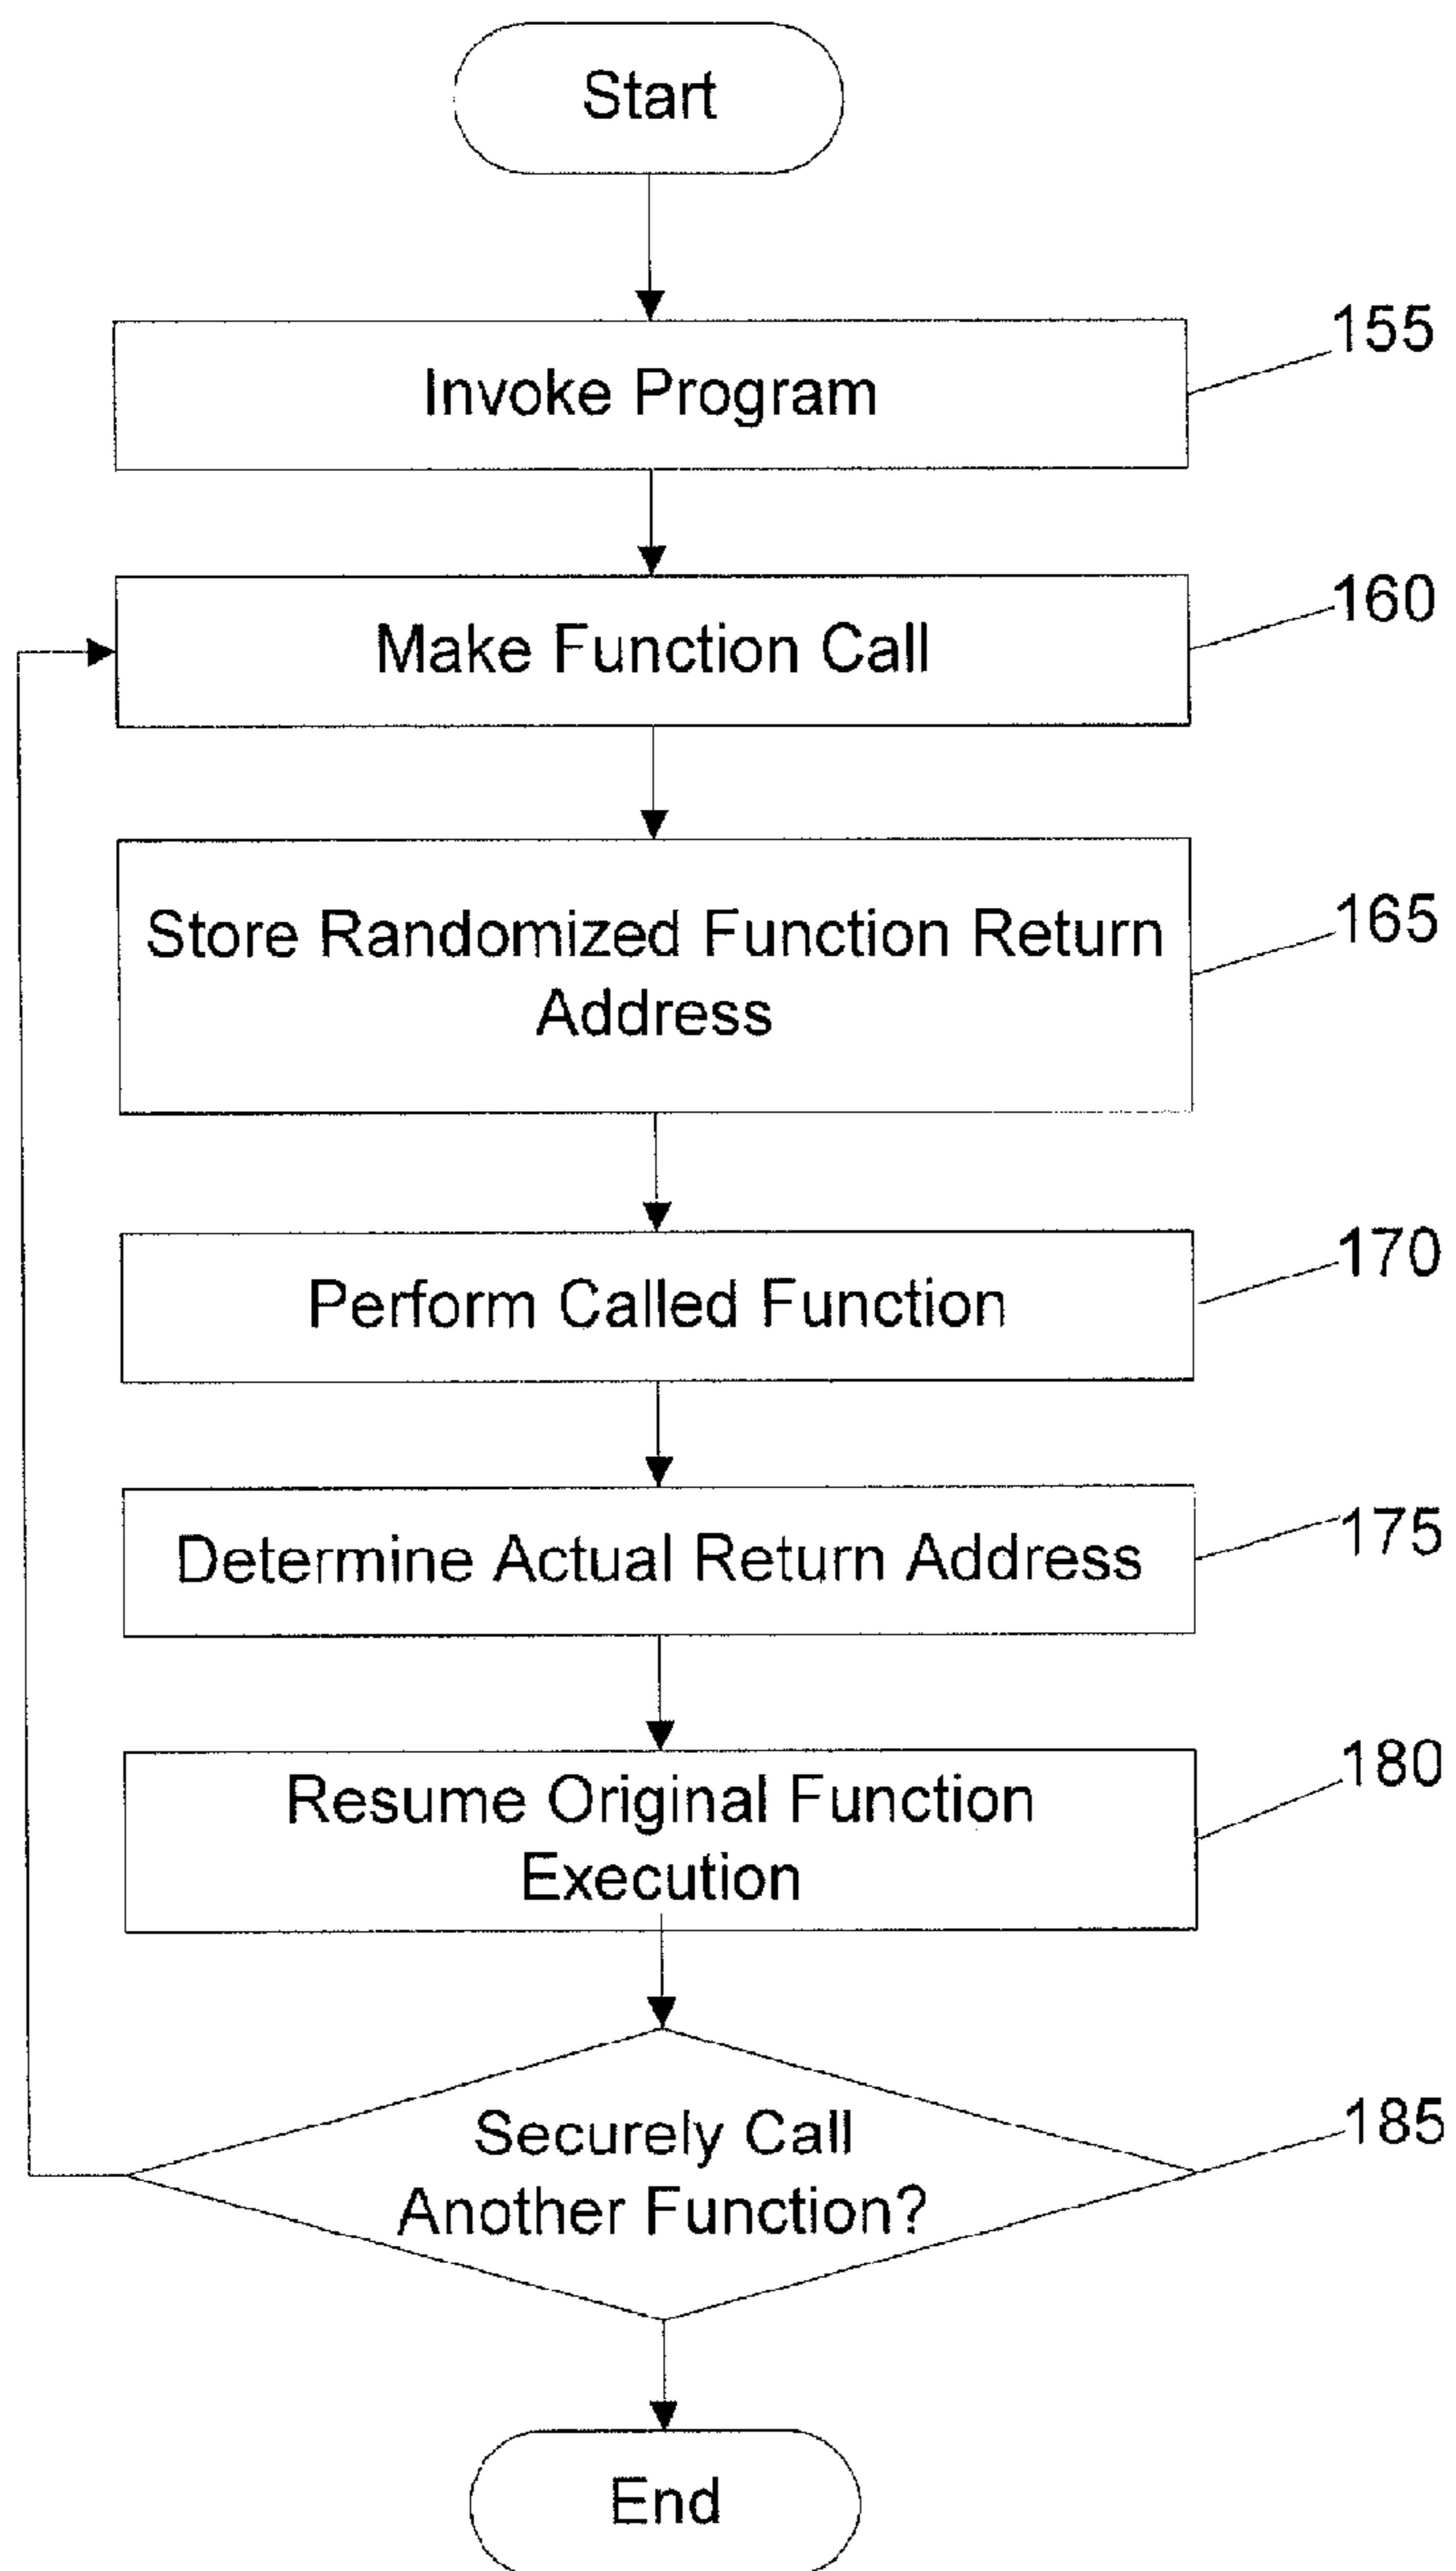 Start
Invoke Program
155
Make Function Call
160
Store Randomized Function Return
Address
165
Perform Called Function
170
Determine Actual Return Address
175
Resume Original Function
Execution
180
Securely Call
Another Function?
185
End